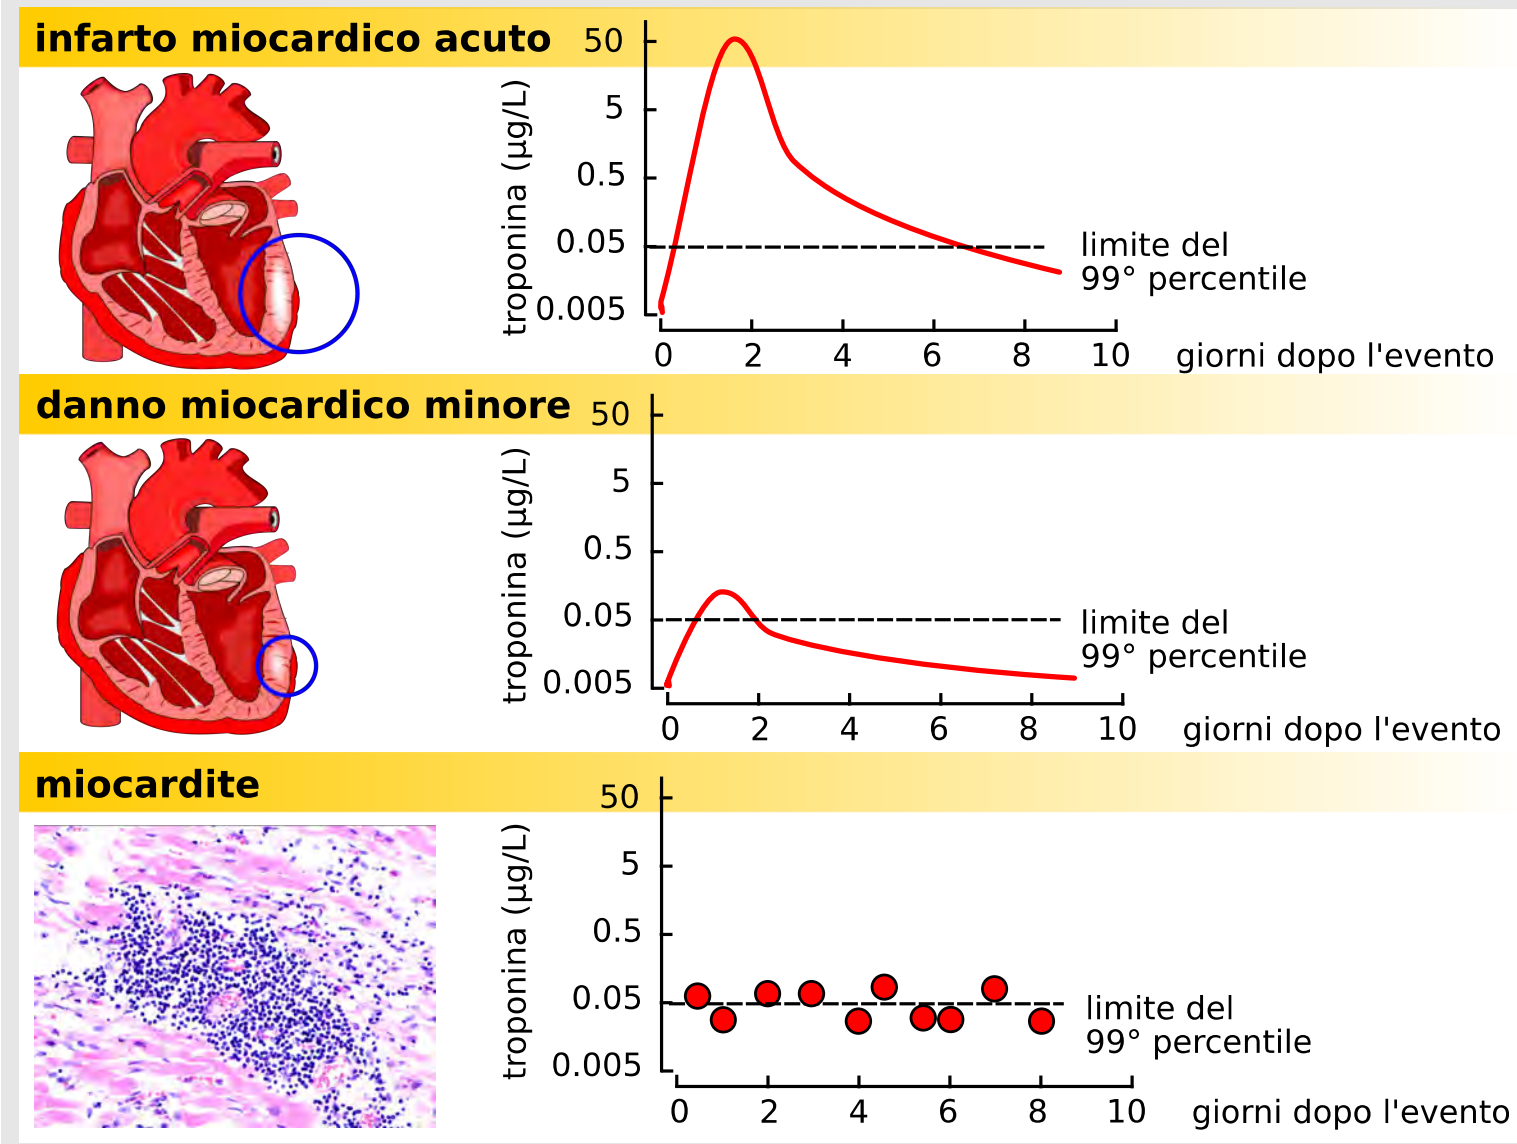 infarto miocardico acuto
troponina (µg/L)
50
5
0.5
0.05
0.005
limite del
99° percentile
0 2 4 6 8 10 giorni dopo l'evento
danno miocardico minore
troponina (µg/L)
50
5
0.5
0.05
0.005
limite del
99° percentile
0 2 4 6 8 10 giorni dopo l'evento
miocardite
troponina (µg/L)
50
5
0.5
0.05
0.005
limite del
99° percentile
0 2 4 6 8 10 giorni dopo l'evento